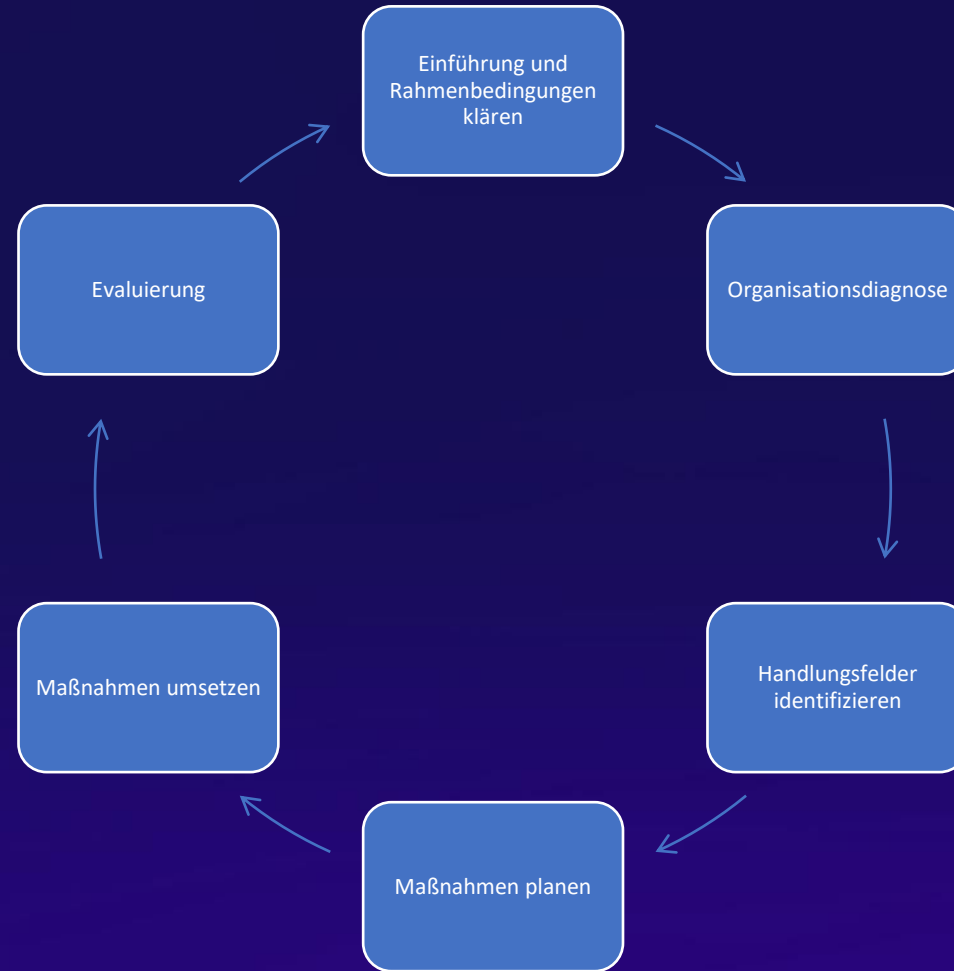 Einführung und
Rahmenbedingungen
klären
Organisationsdiagnose
Handlungsfelder
identifizieren
Maßnahmen planen
Maßnahmen umsetzen
Evaluierung